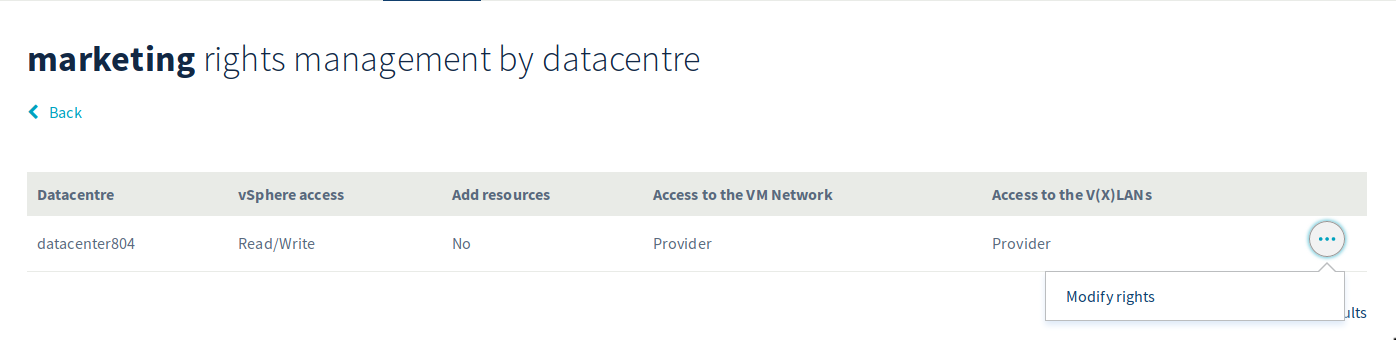 marketing rights management by datacentre
Back
Datacentre vSphere access Add resources Access to the VM Network Access to the V(X)LANs
datacenter804 Read/Write No Provider Provider
Modify rights